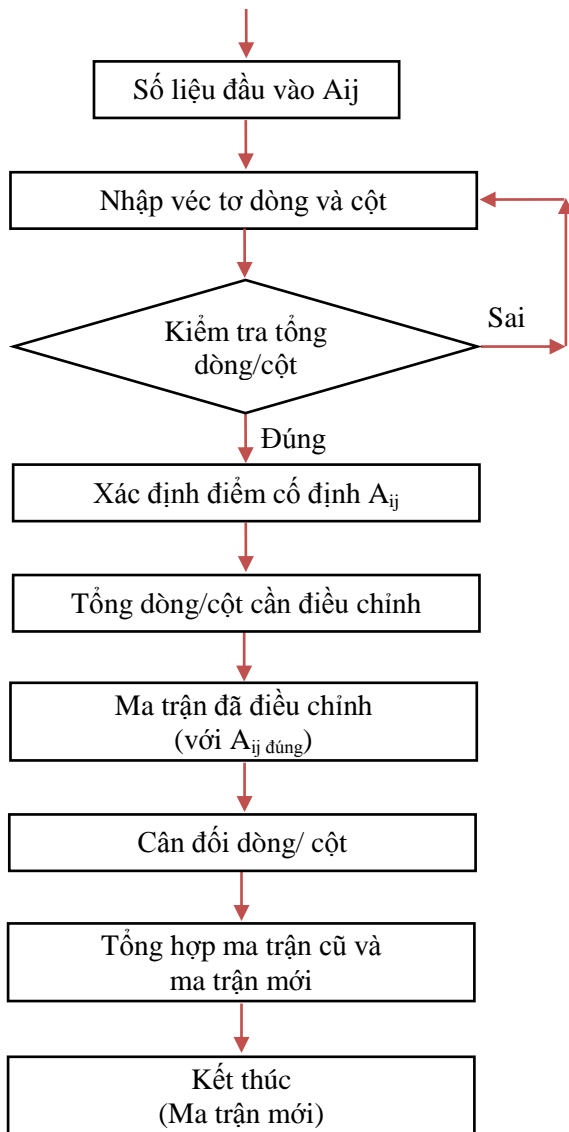 Số liệu đầu vào Aij
Nhập véc tơ dòng và cột
Kiểm tra tổng
dòng/cột
Sai
Đúng
Xác định điểm cố định Aij
Tổng dòng/cột cần điều chỉnh
Ma trận đã điều chỉnh
(với Aij đúng)
Cân đối dòng/ cột
Tổng hợp ma trận cũ và
ma trận mới
Kết thúc
(Ma trận mới)